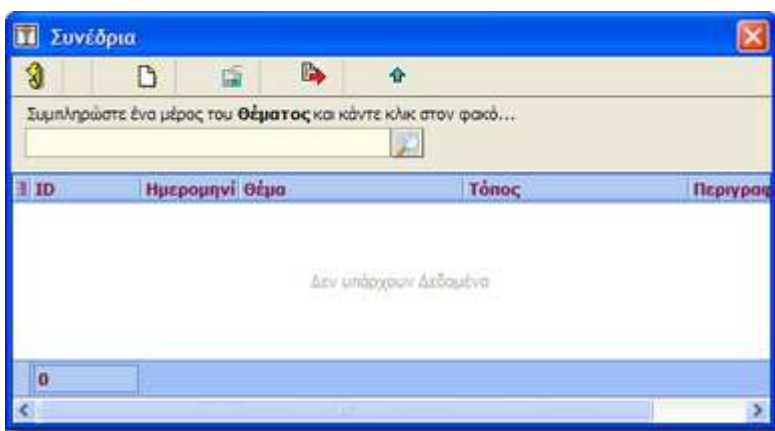 Συνέδρια
Συμπληρώστε ένα μέρος του Θέματος και κάντε κλικ στον φακό...
ID Ημερομηνί Θέμα Τόπος Περιγραφ
Δεν υπάρχουν Δεδομένα
0